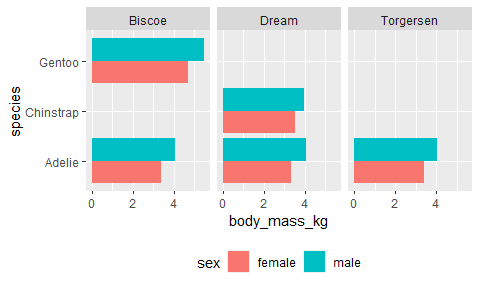 Biscoe Dream Torgersen
species
Gentoo
Chinstrap
Adelie
0 2 4 0 2 4 0 2 4
body_mass_kg
sex female male